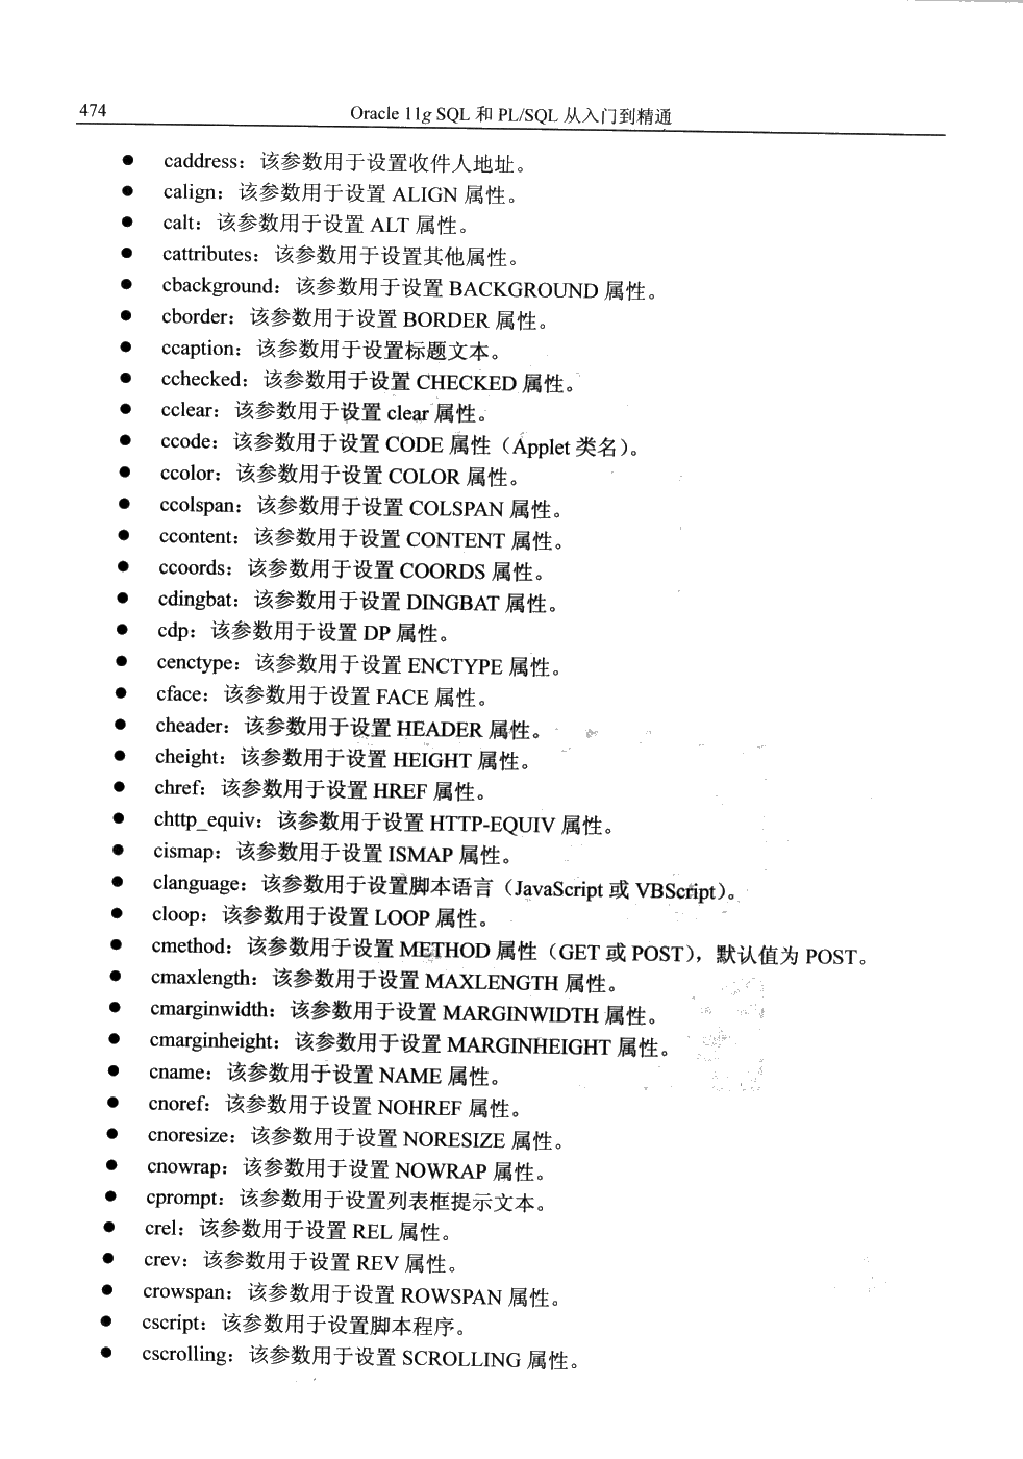 474
Oracle 11g SQL 和 PL/SQL 从入门到精通
● caddress：该参数用于设置收件人地址。
● calign：该参数用于设置 ALIGN 属性。
● calt：该参数用于设置 ALT 属性。
● cattributes：该参数用于设置其他属性。
● cbackground：该参数用于设置 BACKGROUND 属性。
● cborder：该参数用于设置 BORDER 属性。
● ccaption：该参数用于设置标题文本。
● cchecked：该参数用于设置 CHECKED 属性。
● cclear：该参数用于设置 clear 属性。
● ccode：该参数用于设置 CODE 属性（Applet 类名）。
● ccolor：该参数用于设置 COLOR 属性。
● ccolspan：该参数用于设置 COLSPAN 属性。
● ccontent：该参数用于设置 CONTENT 属性。
● ccoords：该参数用于设置 COORDS 属性。
● cdingbat：该参数用于设置 DINGBAT 属性。
● cdp：该参数用于设置 DP 属性。
● cenctype：该参数用于设置 ENCTYPE 属性。
● cface：该参数用于设置 FACE 属性。
● cheader：该参数用于设置 HEADER 属性。
● cheight：该参数用于设置 HEIGHT 属性。
● chref：该参数用于设置 HREF 属性。
● chttp_equiv：该参数用于设置 HTTP-EQUIV 属性。
● cismap：该参数用于设置 ISMAP 属性。
● clanguage：该参数用于设置脚本语言（JavaScript 或 VBScript）。
● cloop：该参数用于设置 LOOP 属性。
● cmethod：该参数用于设置 METHOD 属性（GET 或 POST），默认值为 POST。
● cmaxlength：该参数用于设置 MAXLENGTH 属性。
● cmarginwidth：该参数用于设置 MARGINWIDTH 属性。
● cmarginheight：该参数用于设置 MARGINHEIGHT 属性。
● cname：该参数用于设置 NAME 属性。
● cnoref：该参数用于设置 NOHREF 属性。
● cnoresize：该参数用于设置 NORESIZE 属性。
● cnowrap：该参数用于设置 NOWRAP 属性。
● cprompt：该参数用于设置列表框提示文本。
● crel：该参数用于设置 REL 属性。
● crev：该参数用于设置 REV 属性。
● crowspan：该参数用于设置 ROWSPAN 属性。
● cscript：该参数用于设置脚本程序。
● cscrolling：该参数用于设置 SCROLLING 属性。